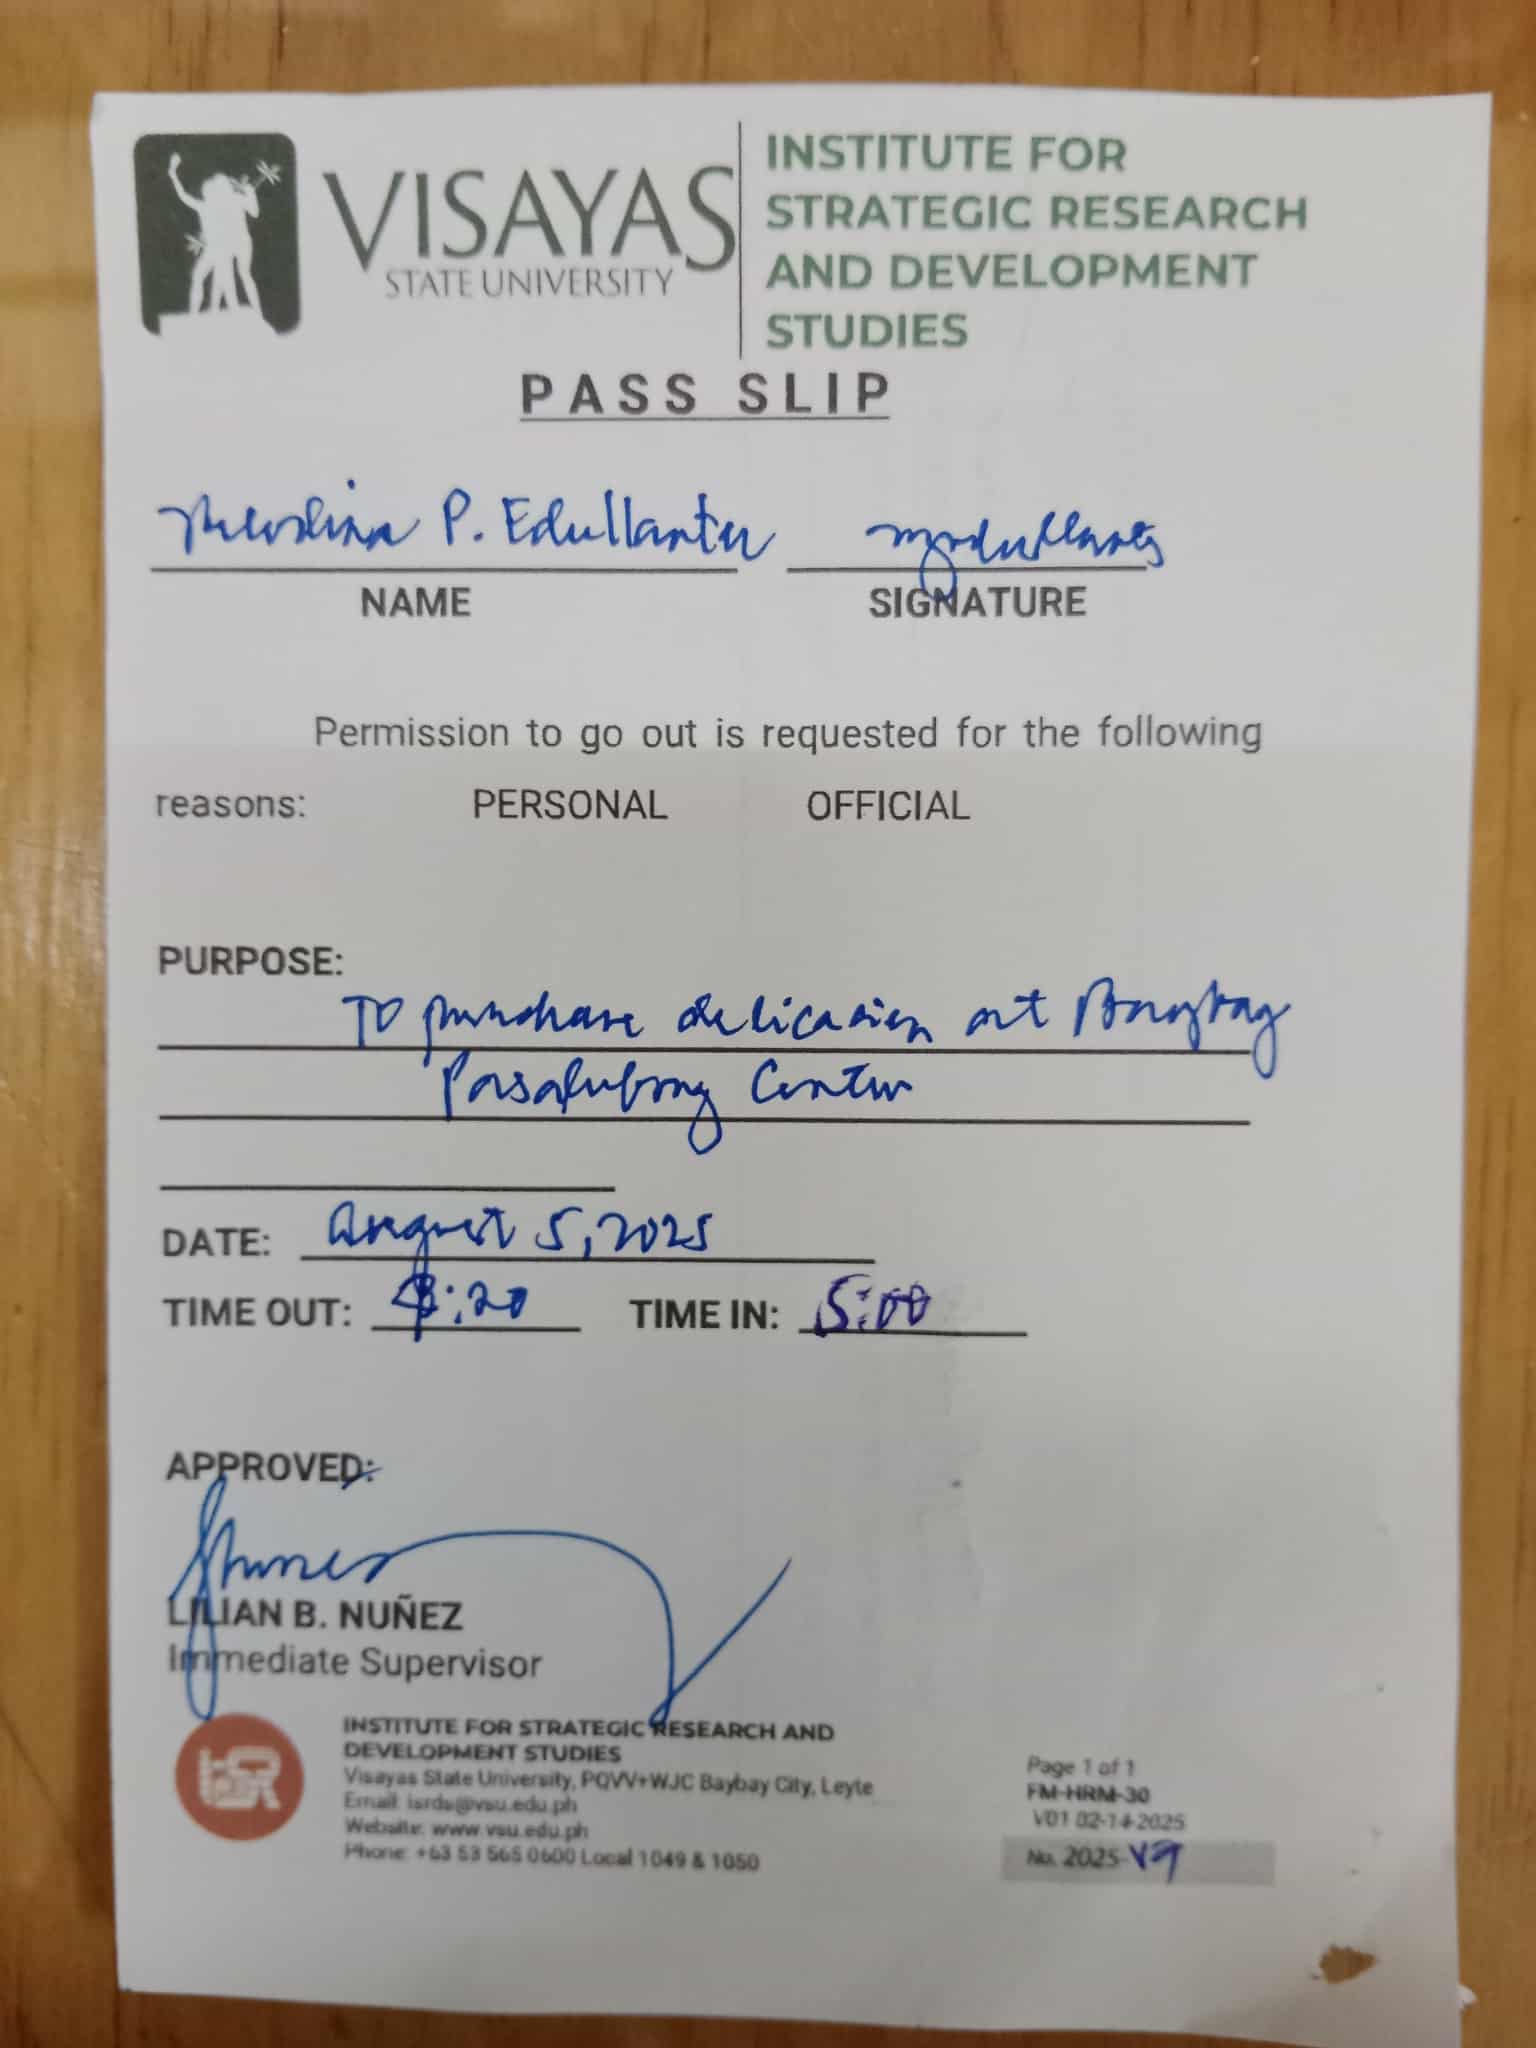 VISAYAS
STATE UNIVERSITY
INSTITUTE FOR
STRATEGIC RESEARCH
AND DEVELOPMENT
STUDIES
PASS SLIP
P. Edullantes
NAME
SIGNATURE
Permission to go out is requested for the following
reasons: PERSONAL OFFICIAL
PURPOSE:
To purchase delicacies at Baybay
Pasalubong Center
DATE: August 5, 2025
TIME OUT: :20 TIME IN: 5:00
APPROVED:
LILIAN B. NUÑEZ
Immediate Supervisor
INSTITUTE FOR STRATEGIC RESEARCH AND
DEVELOPMENT STUDIES
Visayas State University, PQVV+WJC Baybay City, Leyte
Email: isrds@vsu.edu.ph
Website: www.vsu.edu.ph
Phone: +63 53 565 0600 Local 1049 & 1050
Page 1 of 1
FM-HRM-30
V01 02-14-2025
No. 2025-